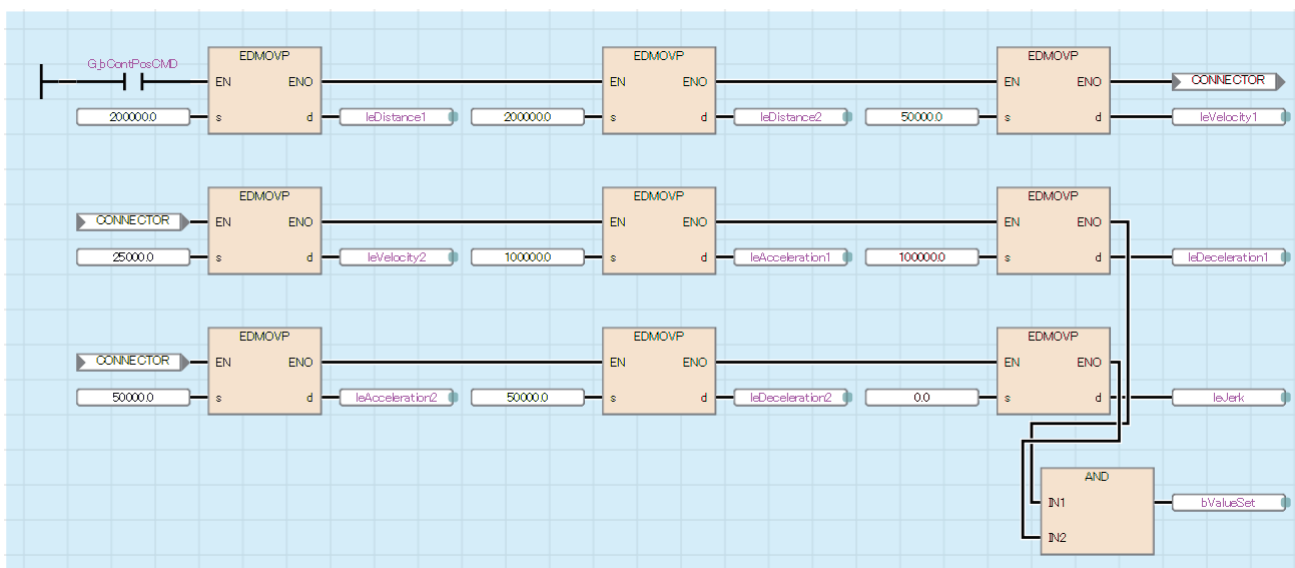 G_bContPosCMD
EDMOVP EDMOVP EDMOVP
EN ENO EN ENO EN ENO CONNECTOR
200000.0 s d leDistance1 200000.0 s d leDistance2 50000.0 s d leVelocity1
EDMOVP EDMOVP EDMOVP
CONNECTOR EN ENO EN ENO EN ENO
25000.0 s d leVelocity2 100000.0 s d leAcceleration1 100000.0 s d leDeceleration1
EDMOVP EDMOVP EDMOVP
CONNECTOR EN ENO EN ENO EN ENO
50000.0 s d leAcceleration2 50000.0 s d leDeceleration2 0.0 s d leJerk
AND
IN1 bValueSet
IN2